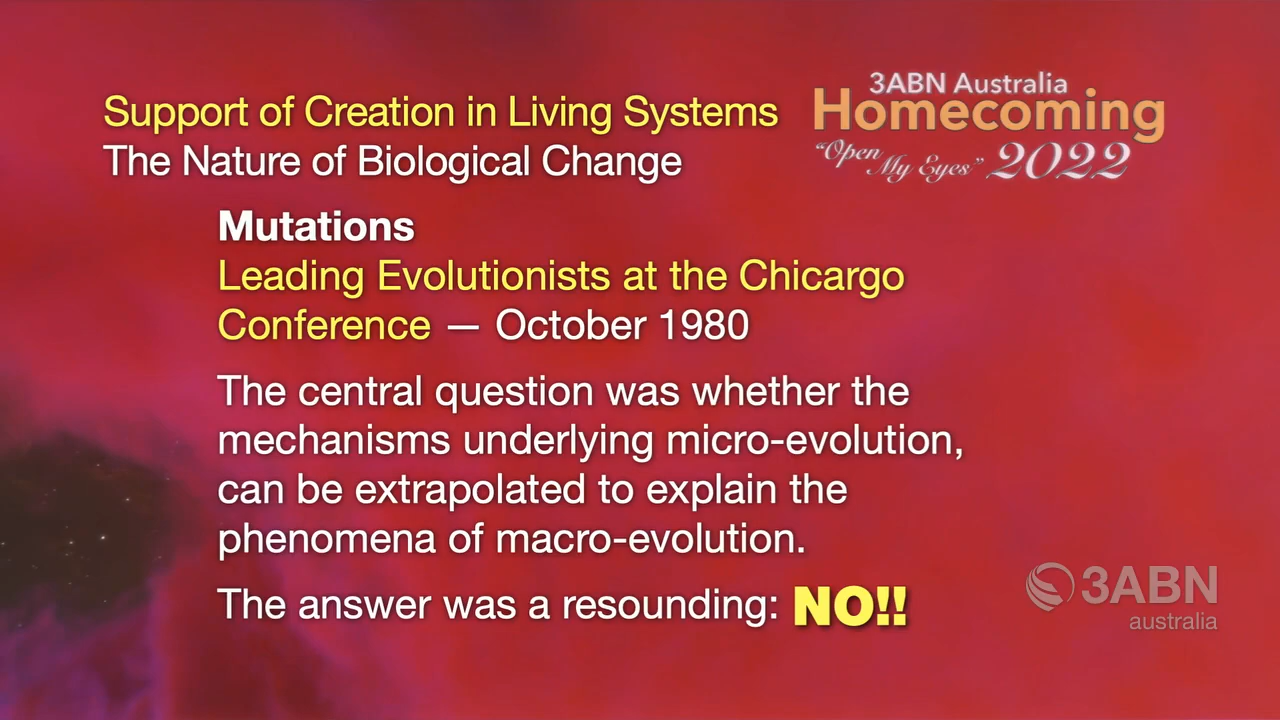 Support of Creation in Living Systems
The Nature of Biological Change
3ABN Australia
Homecoming
“Open My Eyes” 2022
Mutations
Leading Evolutionists at the Chicargo
Conference — October 1980
The central question was whether the
mechanisms underlying micro-evolution,
can be extrapolated to explain the
phenomena of macro-evolution.
The answer was a resounding: NO!!
3ABN
australia